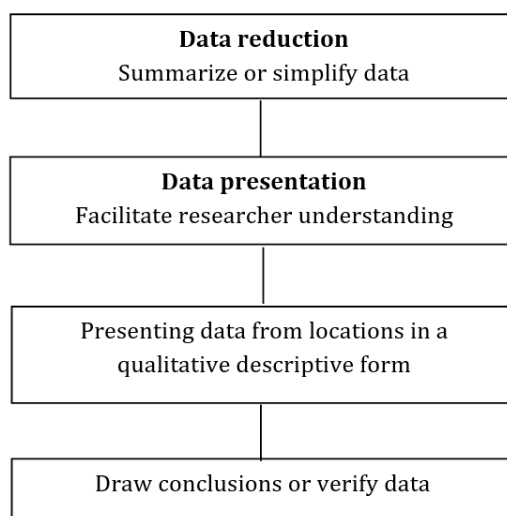 Data reduction
Summarize or simplify data
Data presentation
Facilitate researcher understanding
Presenting data from locations in a
qualitative descriptive form
Draw conclusions or verify data